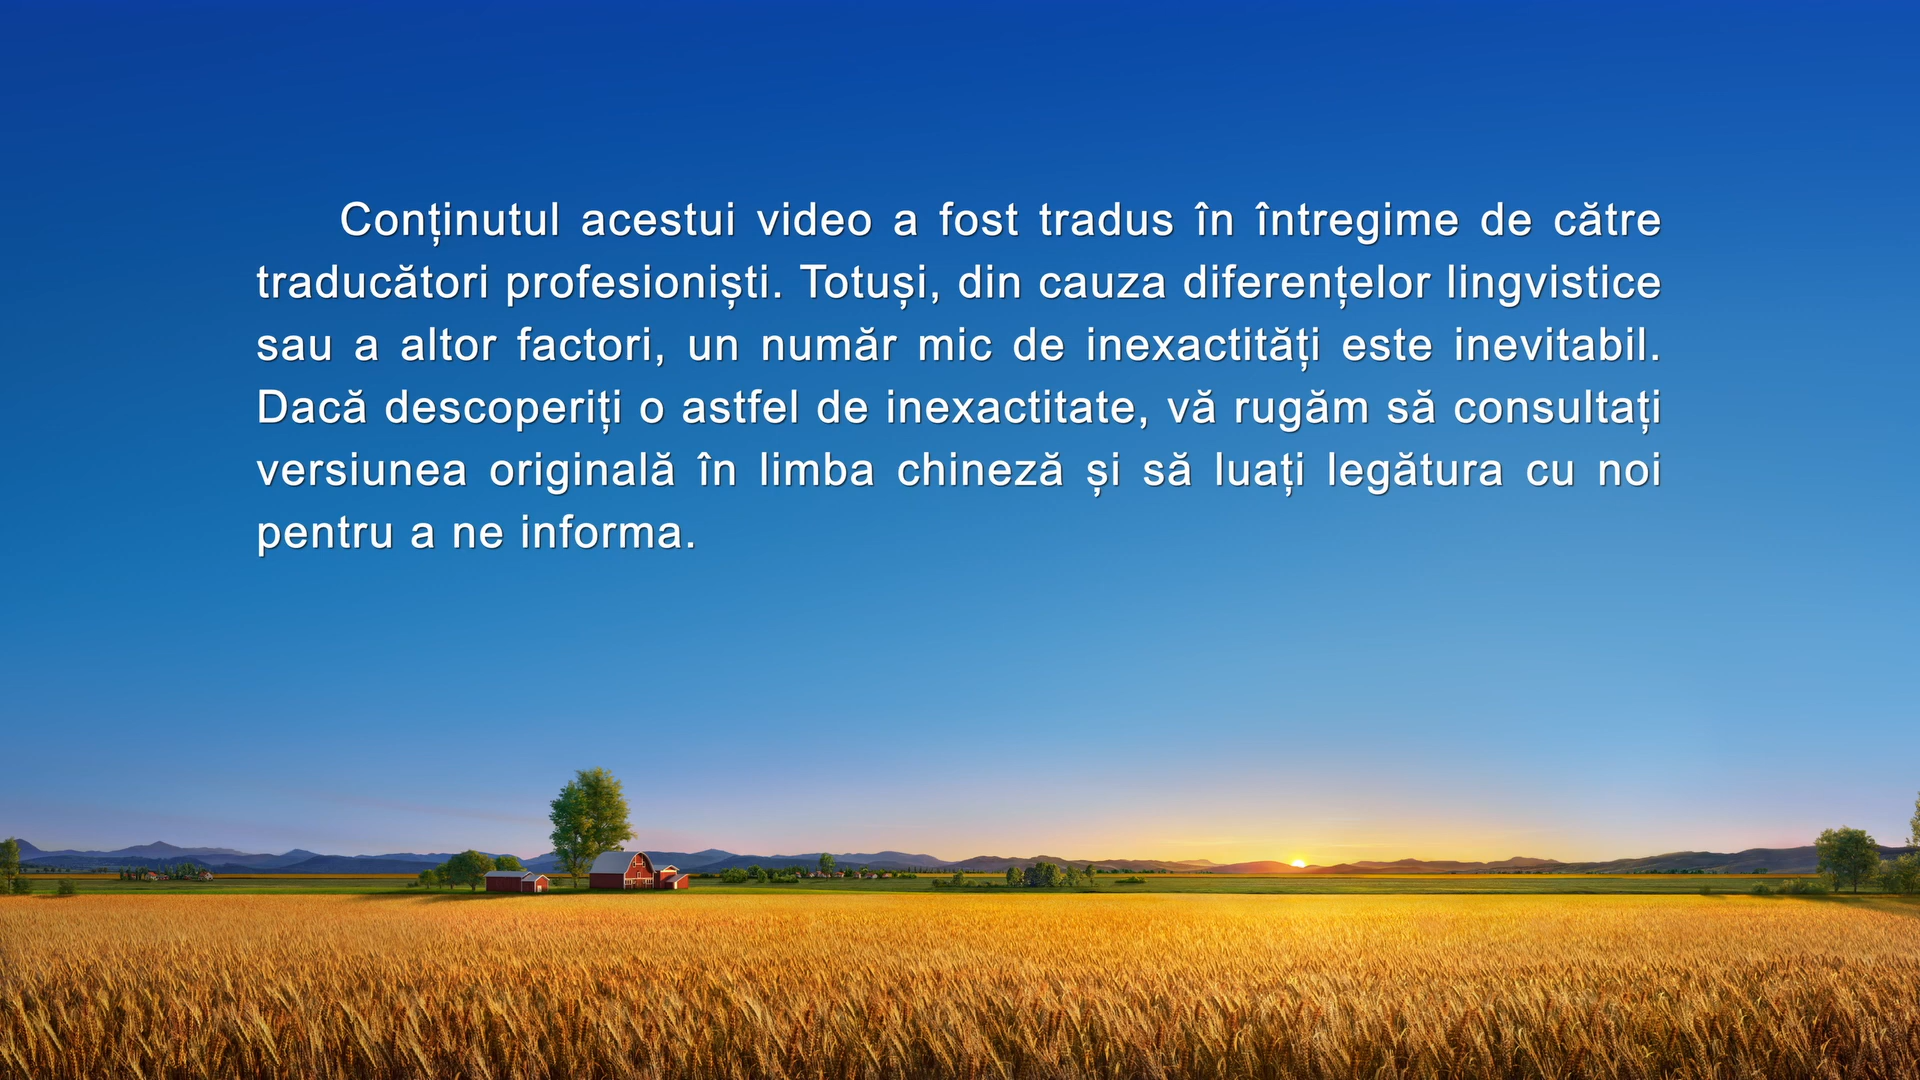 Conținutul acestui video a fost tradus în întregime de către
traducători profesioniști. Totuși, din cauza diferențelor lingvistice
sau a altor factori, un număr mic de inexactități este inevitabil.
Dacă descoperiți o astfel de inexactitate, vă rugăm să consultați
versiunea originală în limba chineză și să luați legătura cu noi
pentru a ne informa.